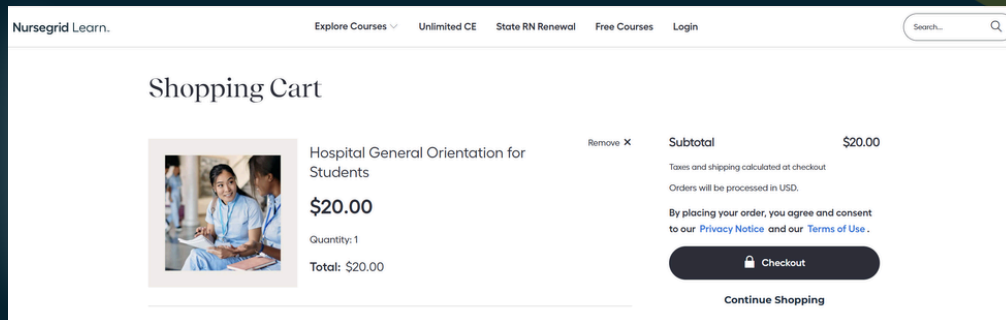 Nursegrid Learn.
Explore Courses
Unlimited CE
State RN Renewal
Free Courses
Login
Search...
Shopping Cart
Hospital General Orientation for
Students
Remove X
$20.00
Quantity: 1
Total: $20.00
Subtotal $20.00
Taxes and shipping calculated at checkout
Orders will be processed in USD.
By placing your order, you agree and consent
to our Privacy Notice and our Terms of Use.
Checkout
Continue Shopping